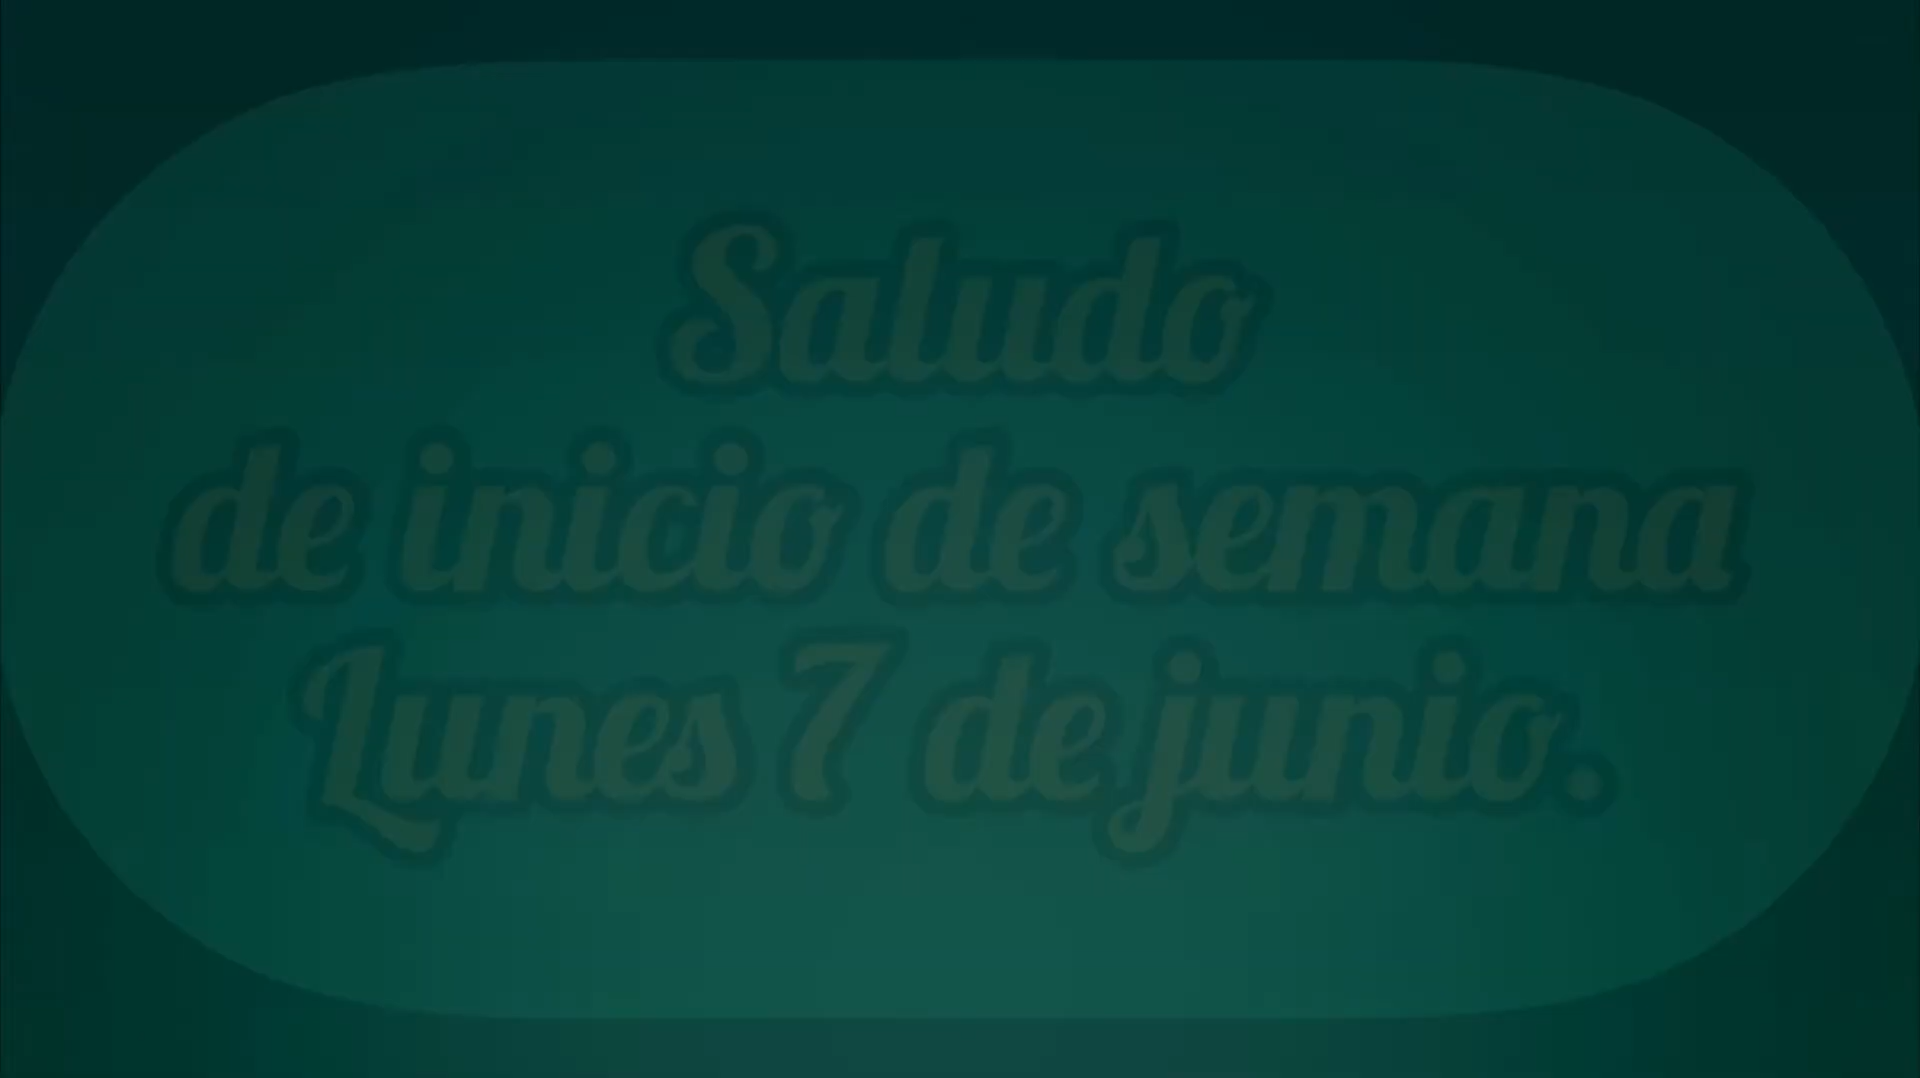 Saludo
de inicio de semana
Lunes 7 de junio.